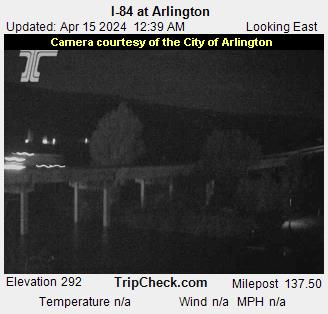 I-84 at Arlington
Updated: Apr 15 2024 12:39 AM Looking East
Camera courtesy of the City of Arlington
Elevation 292 TripCheck.com Milepost 137.50
Temperature n/a Wind n/a MPH n/a